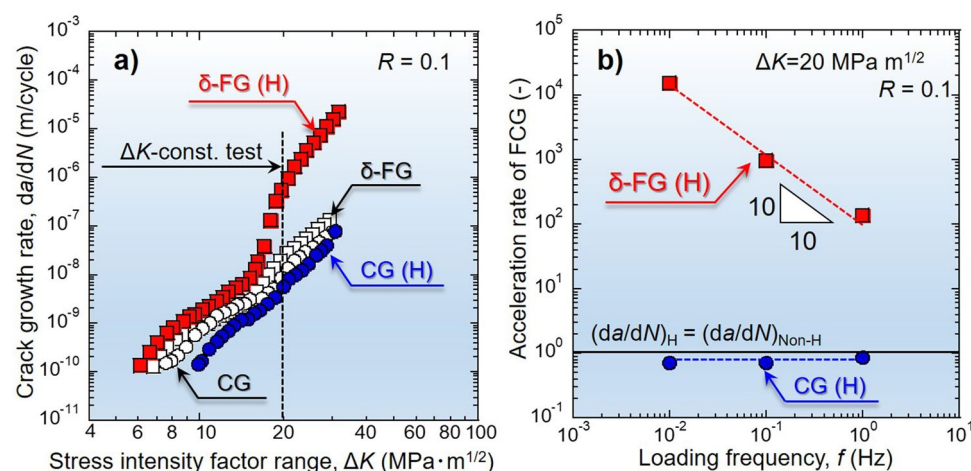 a)
R = 0.1
δ-FG (H)
ΔK-const. test
δ-FG
CG (H)
CG
Crack growth rate, da/dN (m/cycle)
10⁻³
10⁻⁴
10⁻⁵
10⁻⁶
10⁻⁷
10⁻⁸
10⁻⁹
10⁻¹⁰
10⁻¹¹
4 6 8 10 20 40 60 80 100
Stress intensity factor range, ΔK (MPa·m¹ᐟ²)
b)
ΔK=20 MPa m¹ᐟ²
R = 0.1
δ-FG (H)
10
10
(da/dN)H = (da/dN)Non-H
CG (H)
Acceleration rate of FCG (-)
10⁵
10⁴
10³
10²
10¹
10⁰
10⁻¹
10⁻³ 10⁻² 10⁻¹ 10⁰ 10¹
Loading frequency, f (Hz)